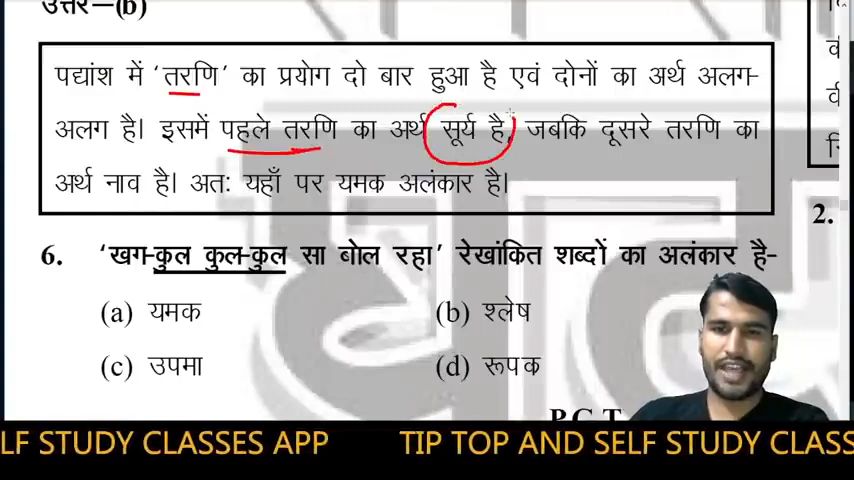 उत्तर—(b)
पद्यांश में 'तरणि' का प्रयोग दो बार हुआ है एवं दोनों का अर्थ अलग-
अलग है। इसमें पहले तरणि का अर्थ सूर्य है, जबकि दूसरे तरणि का
अर्थ नाव है। अत: यहाँ पर यमक अलंकार है।
6. 'खग-कुल कुल-कुल सा बोल रहा' रेखांकित शब्दों का अलंकार है-
(a) यमक (b) श्लेष
(c) उपमा (d) रूपक
2.
LF STUDY CLASSES APP TIP TOP AND SELF STUDY CLASS